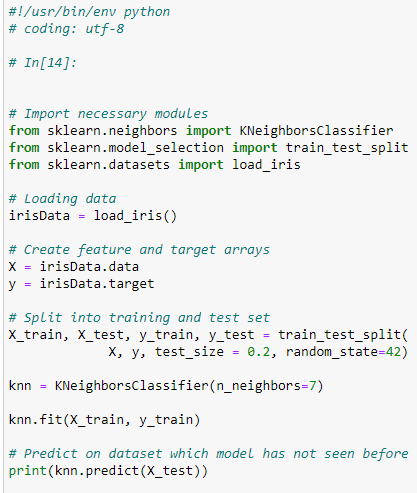 #!/usr/bin/env python
# coding: utf-8
# In[14]:
# Import necessary modules
from sklearn.neighbors import KNeighborsClassifier
from sklearn.model_selection import train_test_split
from sklearn.datasets import load_iris
# Loading data
irisData = load_iris()
# Create feature and target arrays
X = irisData.data
y = irisData.target
# Split into training and test set
X_train, X_test, y_train, y_test = train_test_split(
             X, y, test_size = 0.2, random_state=42)
knn = KNeighborsClassifier(n_neighbors=7)
knn.fit(X_train, y_train)
# Predict on dataset which model has not seen before
print(knn.predict(X_test))